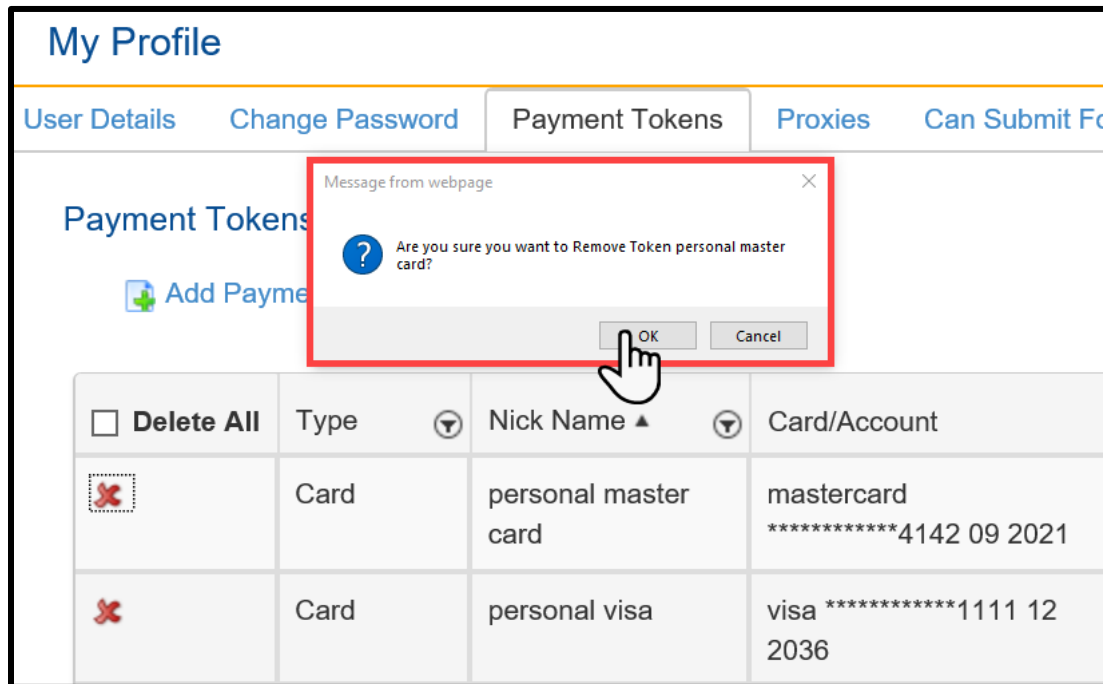 My Profile
User Details Change Password Payment Tokens Proxies Can Submit
Message from webpage
Payment Tokens
Are you sure you want to Remove Token personal master
card?
Add
OK Cancel
Delete All Type Nick Name ▲ Card/Account
Card personal master mastercard
card ************4142 09 2021
Card personal visa visa ************1111 12
2036